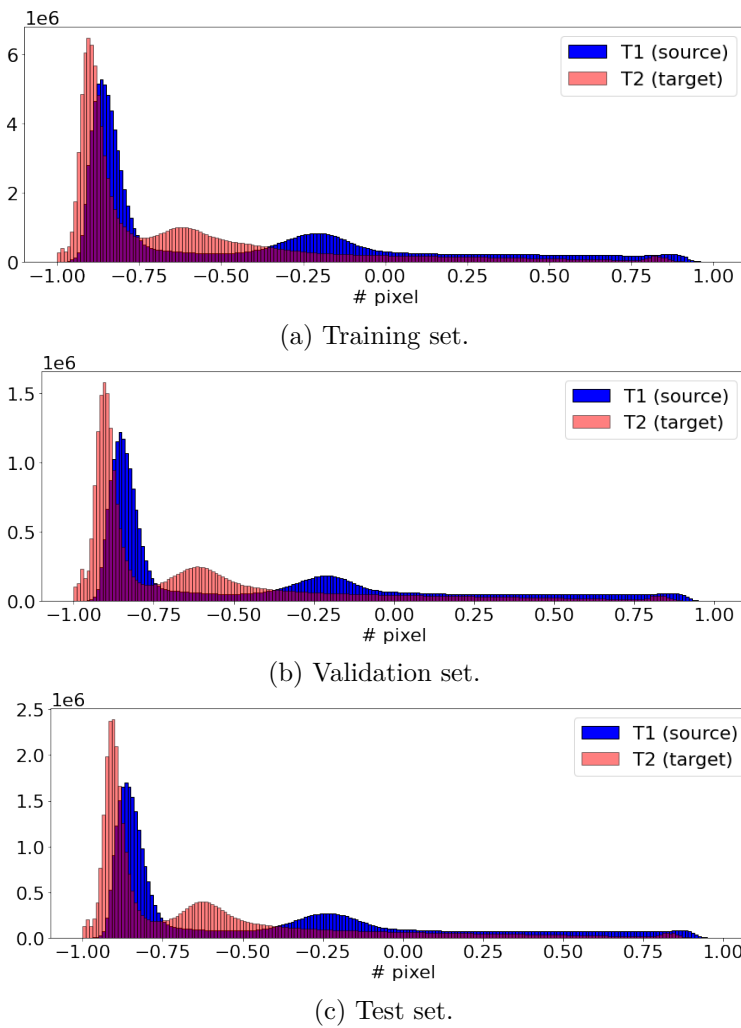 1e6
T1 (source)
T2 (target)
6
4
2
0
−1.00 −0.75 −0.50 −0.25 0.00 0.25 0.50 0.75 1.00
# pixel
(a) Training set.
1e6
T1 (source)
T2 (target)
1.5
1.0
0.5
0.0
−1.00 −0.75 −0.50 −0.25 0.00 0.25 0.50 0.75 1.00
# pixel
(b) Validation set.
1e6
2.5
T1 (source)
T2 (target)
2.0
1.5
1.0
0.5
0.0
−1.00 −0.75 −0.50 −0.25 0.00 0.25 0.50 0.75 1.00
# pixel
(c) Test set.